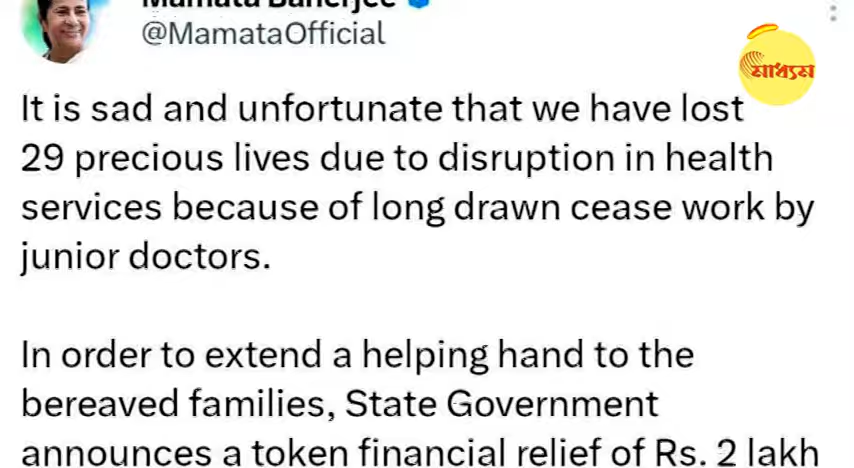 Mamata Banerjee
@MamataOfficial
মাধ্যম
It is sad and unfortunate that we have lost
29 precious lives due to disruption in health
services because of long drawn cease work by
junior doctors.
In order to extend a helping hand to the
bereaved families, State Government
announces a token financial relief of Rs. 2 lakh